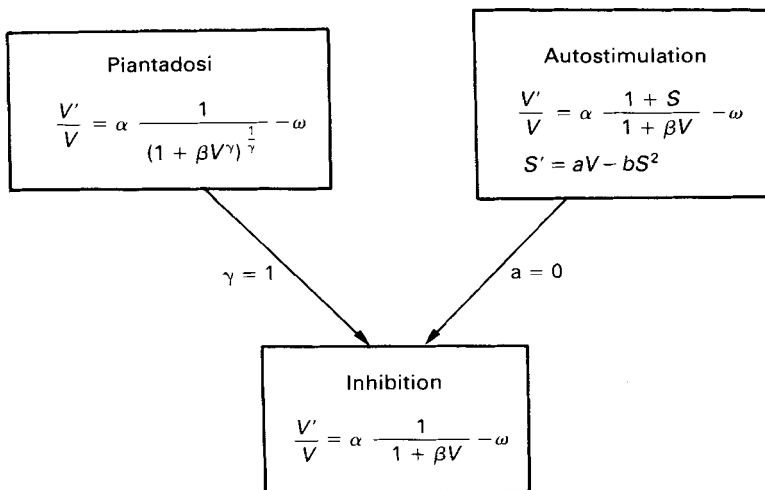 Piantadosi
V'/V = α 1/(1 + βV^γ)^(1/γ) − ω
Autostimulation
V'/V = α (1 + S)/(1 + βV) − ω
S' = aV − bS²
γ = 1
a = 0
Inhibition
V'/V = α 1/(1 + βV) − ω